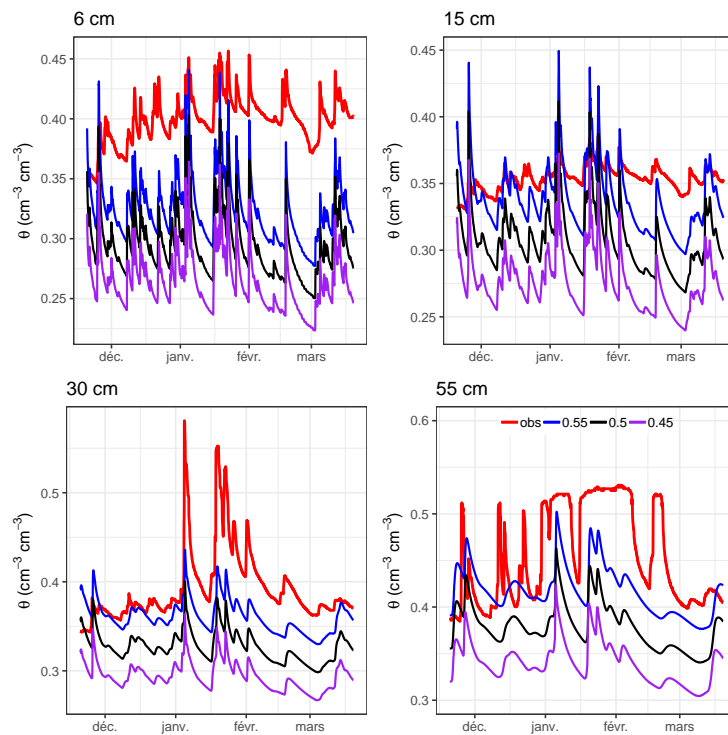 6 cm
0.45
0.40
0.35
0.30
0.25
θ (cm⁻³ cm⁻³)
déc. janv. févr. mars
15 cm
0.45
0.35
0.30
0.25
θ (cm⁻³ cm⁻³)
déc. janv. févr. mars
30 cm
0.5
0.4
0.3
θ (cm⁻³ cm⁻³)
déc. janv. févr. mars
55 cm
obs 0.55 0.5 0.45
0.6
0.5
0.4
0.3
θ (cm⁻³ cm⁻³)
déc. janv. févr. mars